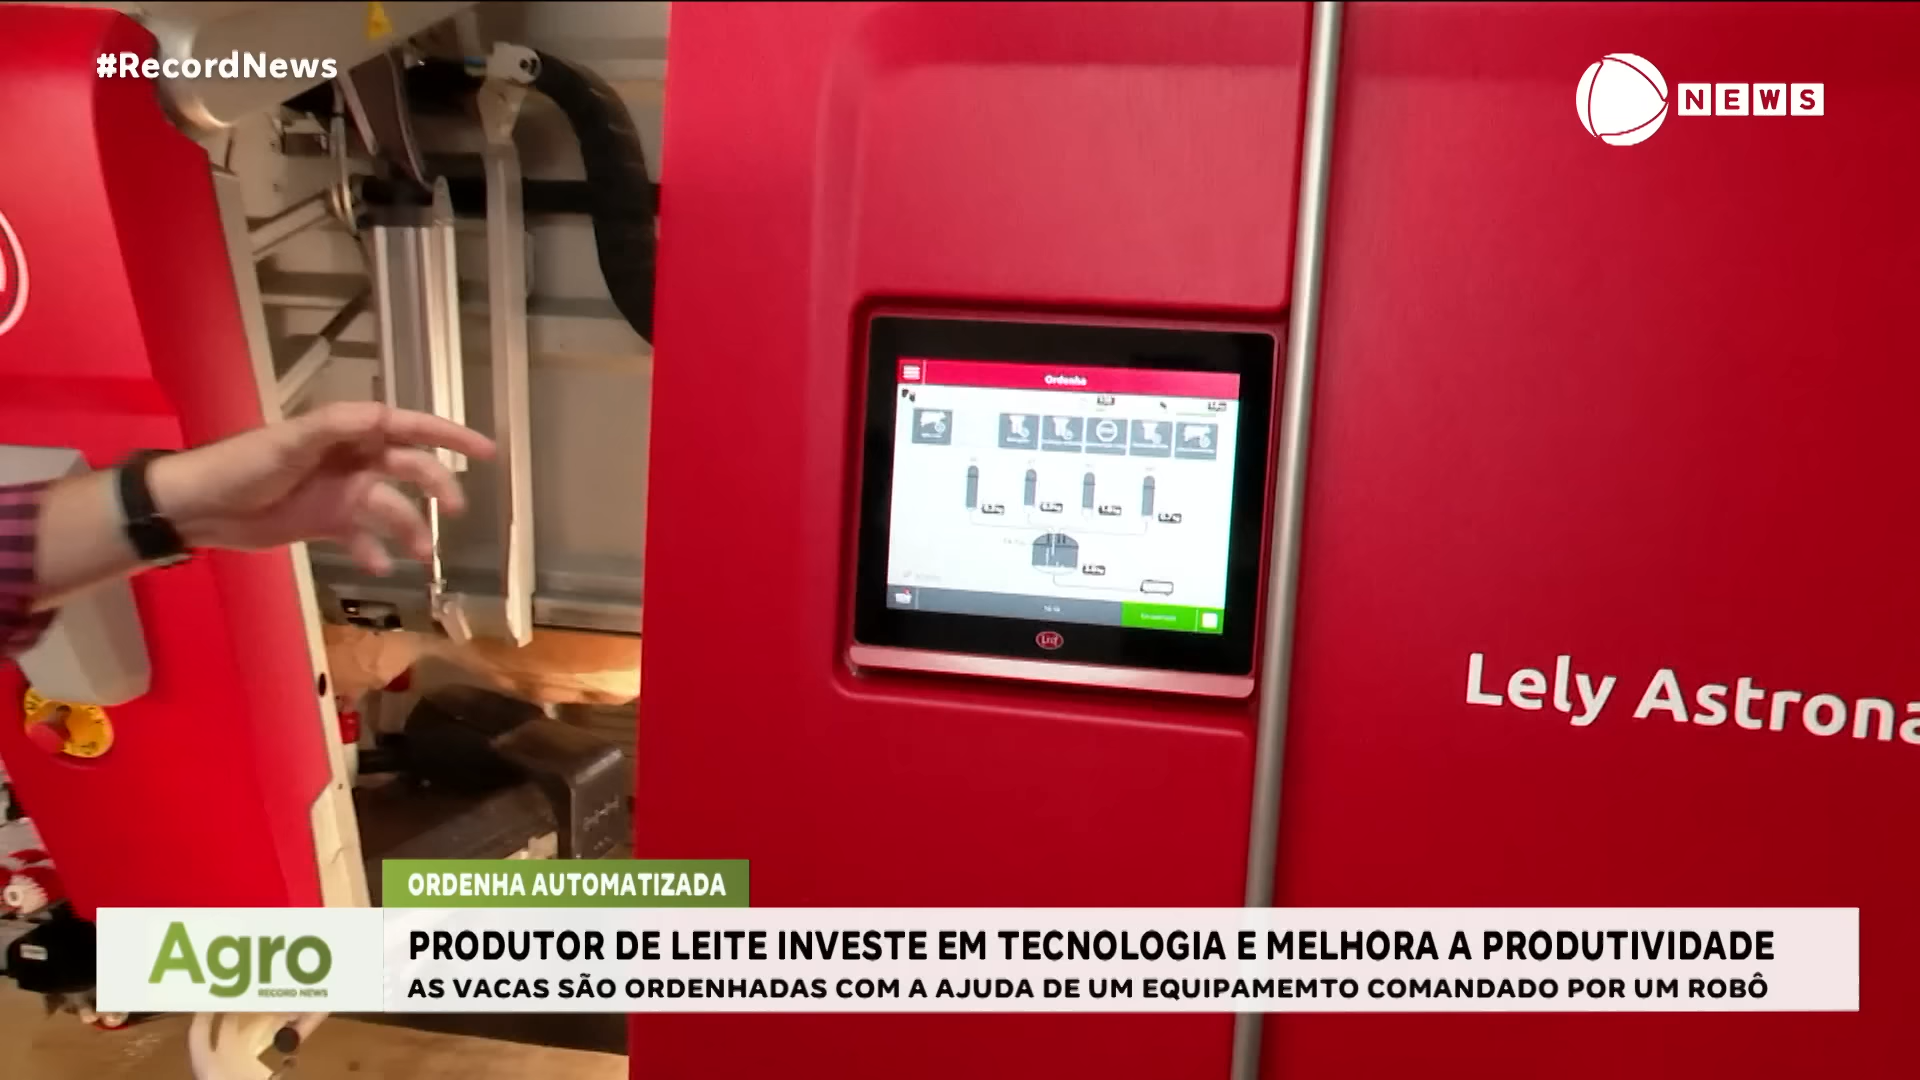 #RecordNews
NEWS
Ordenha
Lely
Lely Astrona
ORDENHA AUTOMATIZADA
Agro
RECORD NEWS
PRODUTOR DE LEITE INVESTE EM TECNOLOGIA E MELHORA A PRODUTIVIDADE
AS VACAS SÃO ORDENHADAS COM A AJUDA DE UM EQUIPAMEMTO COMANDADO POR UM ROBÔ